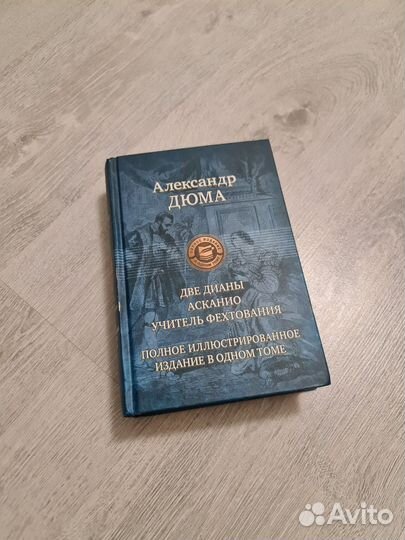 Александр
ДЮМА
ДВЕ ДИАНЫ
АСКАНИО
УЧИТЕЛЬ ФЕХТОВАНИЯ
ПОЛНОЕ ИЛЛЮСТРИРОВАННОЕ
ИЗДАНИЕ В ОДНОМ ТОМЕ
Avito